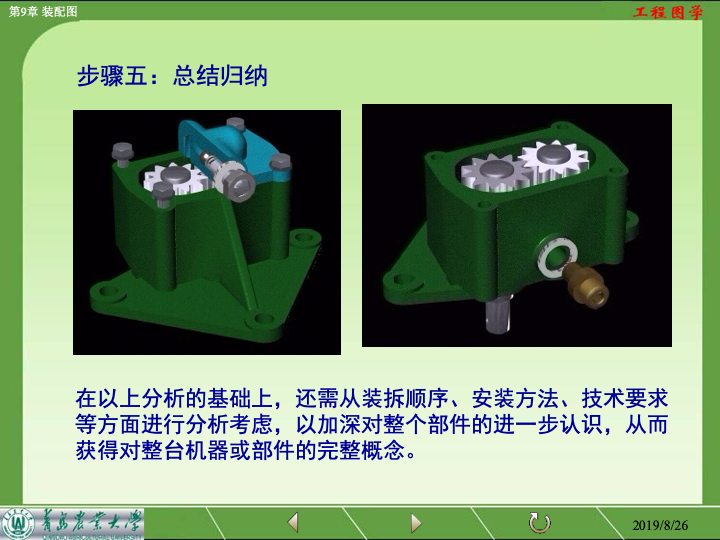 第9章 装配图
工程图学
步骤五：总结归纳
在以上分析的基础上，还需从装拆顺序、安装方法、技术要求
等方面进行分析考虑，以加深对整个部件的进一步认识，从而
获得对整台机器或部件的完整概念。
青岛农业大学
2019/8/26